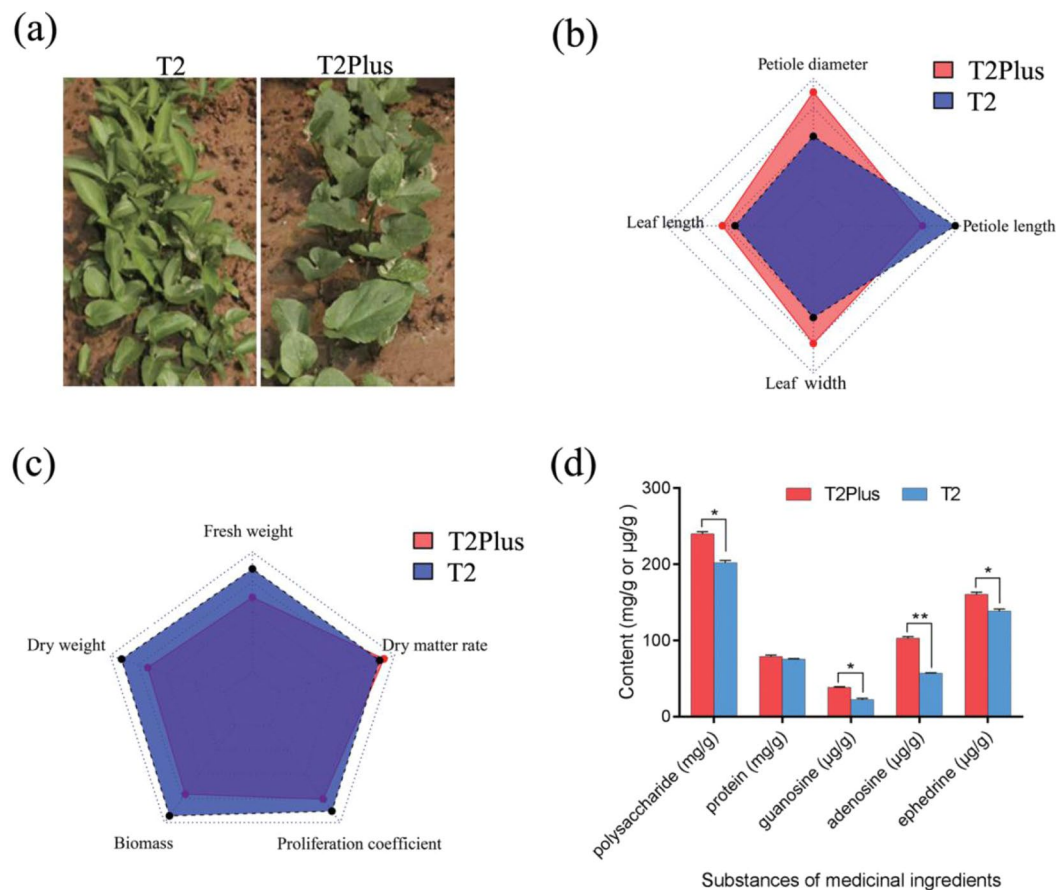 (a)
T2
T2Plus
(b)
Petiole diameter
T2Plus
T2
Leaf length
Petiole length
Leaf width
(c)
Fresh weight
T2Plus
T2
Dry weight
Dry matter rate
Biomass
Proliferation coefficient
(d)
T2Plus
T2
300
200
100
0
Content (mg/g or μg/g )
*
*
**
*
polysaccharide (mg/g)
protein (mg/g)
guanosine (μg/g)
adenosine (μg/g)
ephedrine (μg/g)
Substances of medicinal ingredients